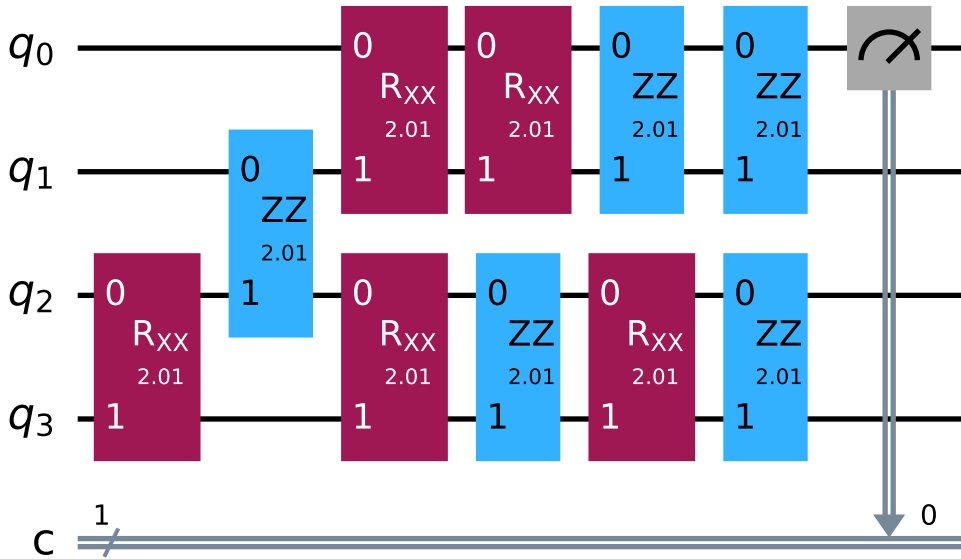 q0 0 0 0 0
RXX RXX ZZ ZZ
2.01 2.01 2.01 2.01
q1 0 1 1 1 1
ZZ
2.01
q2 0 1 0 0 0 0
RXX RXX ZZ RXX ZZ
2.01 2.01 2.01 2.01 2.01
q3 1 1 1 1 1
1 0
c